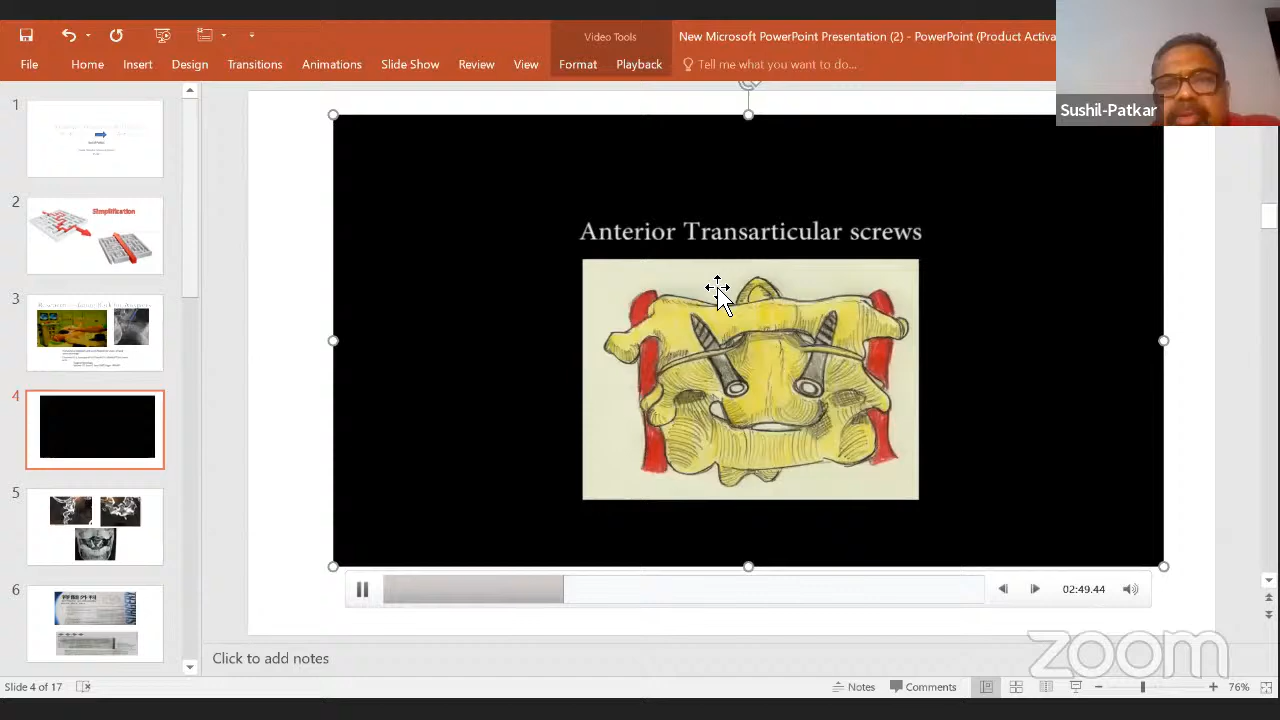 Video Tools
New Microsoft PowerPoint Presentation (2) - PowerPoint (Product Activa
File Home Insert Design Transitions Animations Slide Show Review View Format Playback Tell me what you want to do...
Sushil-Patkar
1
2
Simplification
3
4
5
6
Anterior Transarticular screws
02:49.44
Click to add notes
zoom
Slide 4 of 17 Notes Comments 76%